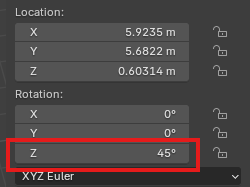 Location:
X 5.9235 m
Y 5.6822 m
Z 0.60314 m
Rotation:
X 0°
Y 0°
Z 45°
XYZ Euler